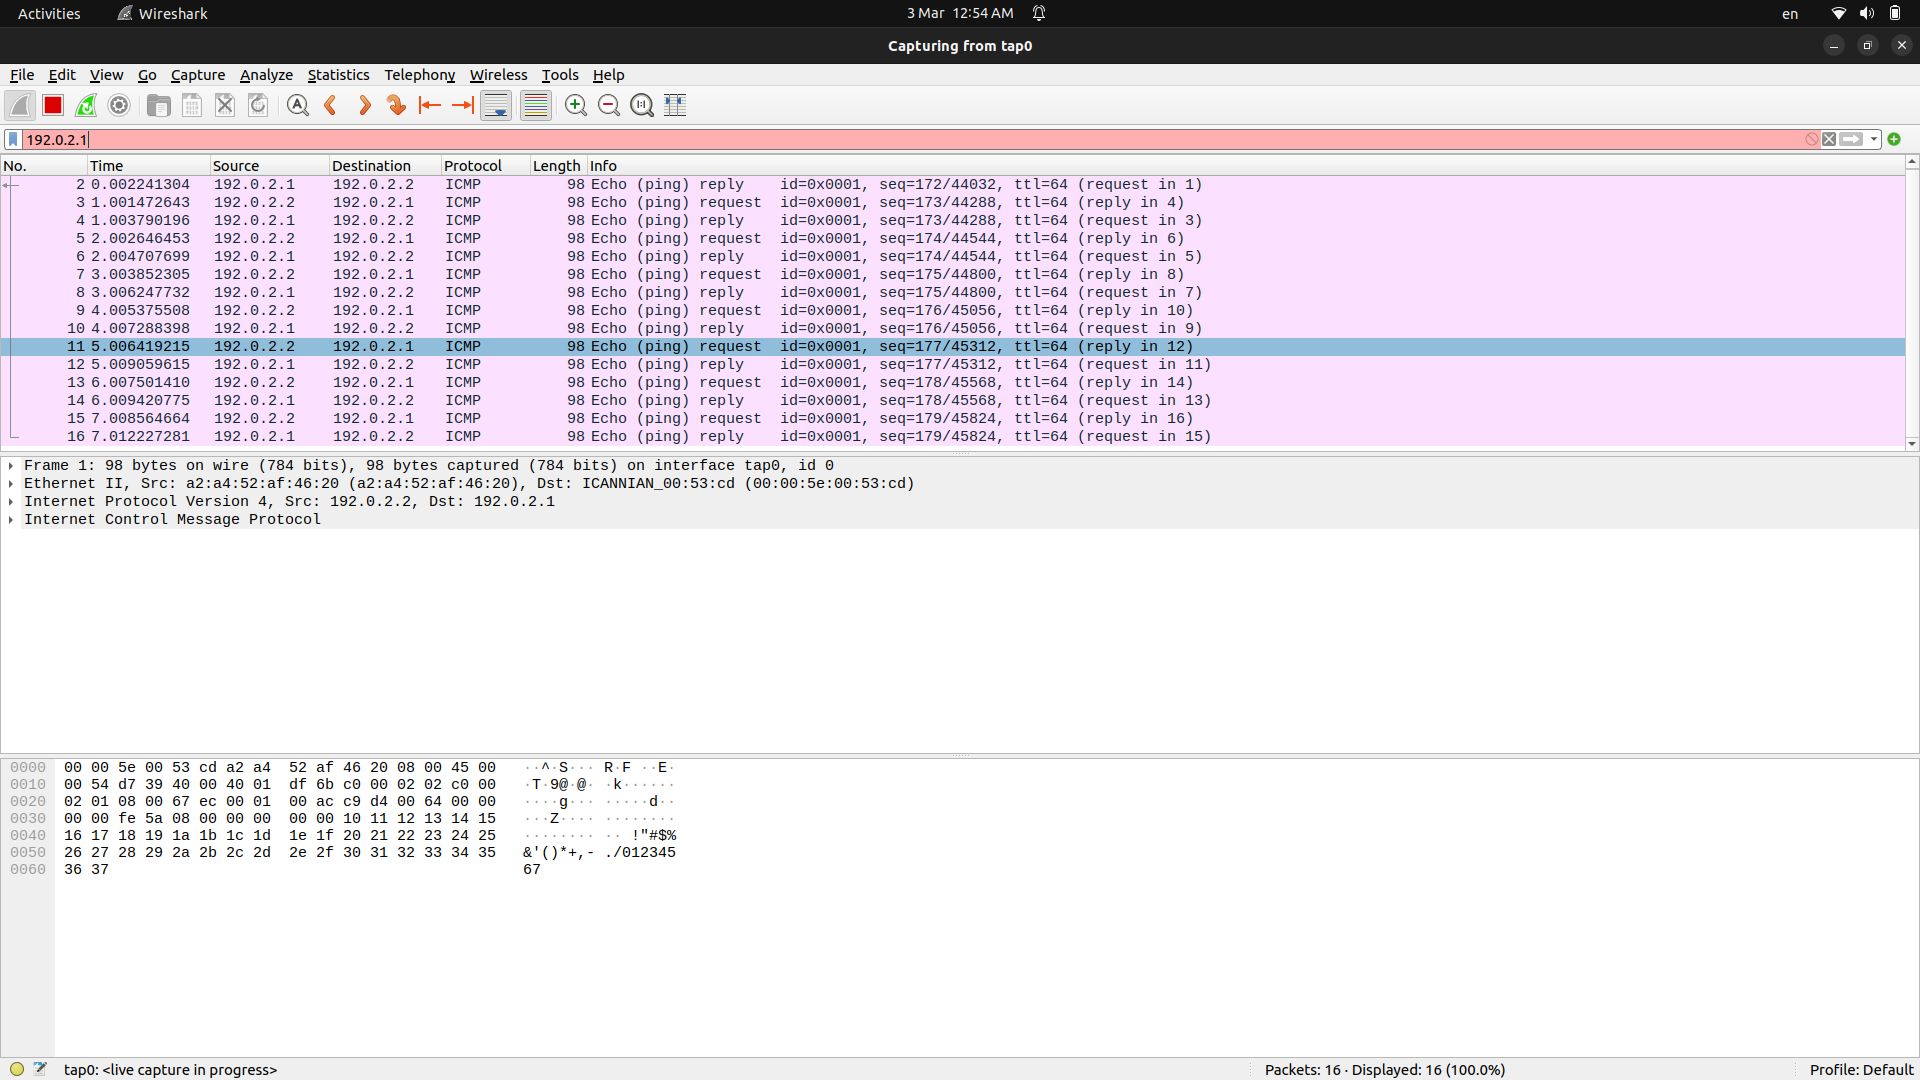 Activities Wireshark 3 Mar 12:54 AM en
Capturing from tap0
File Edit View Go Capture Analyze Statistics Telephony Wireless Tools Help
192.0.2.1
No. Time Source Destination Protocol Length Info
2 0.002241304 192.0.2.1 192.0.2.2 ICMP 98 Echo (ping) reply id=0x0001, seq=172/44032, ttl=64 (request in 1)
3 1.001472643 192.0.2.2 192.0.2.1 ICMP 98 Echo (ping) request id=0x0001, seq=173/44288, ttl=64 (reply in 4)
4 1.003790196 192.0.2.1 192.0.2.2 ICMP 98 Echo (ping) reply id=0x0001, seq=173/44288, ttl=64 (request in 3)
5 2.002646453 192.0.2.2 192.0.2.1 ICMP 98 Echo (ping) request id=0x0001, seq=174/44544, ttl=64 (reply in 6)
6 2.004707699 192.0.2.1 192.0.2.2 ICMP 98 Echo (ping) reply id=0x0001, seq=174/44544, ttl=64 (request in 5)
7 3.003852305 192.0.2.2 192.0.2.1 ICMP 98 Echo (ping) request id=0x0001, seq=175/44800, ttl=64 (reply in 8)
8 3.006247732 192.0.2.1 192.0.2.2 ICMP 98 Echo (ping) reply id=0x0001, seq=175/44800, ttl=64 (request in 7)
9 4.005375508 192.0.2.2 192.0.2.1 ICMP 98 Echo (ping) request id=0x0001, seq=176/45056, ttl=64 (reply in 10)
10 4.007288398 192.0.2.1 192.0.2.2 ICMP 98 Echo (ping) reply id=0x0001, seq=176/45056, ttl=64 (request in 9)
11 5.006419215 192.0.2.2 192.0.2.1 ICMP 98 Echo (ping) request id=0x0001, seq=177/45312, ttl=64 (reply in 12)
12 5.009059615 192.0.2.1 192.0.2.2 ICMP 98 Echo (ping) reply id=0x0001, seq=177/45312, ttl=64 (request in 11)
13 6.007501410 192.0.2.2 192.0.2.1 ICMP 98 Echo (ping) request id=0x0001, seq=178/45568, ttl=64 (reply in 14)
14 6.009420775 192.0.2.1 192.0.2.2 ICMP 98 Echo (ping) reply id=0x0001, seq=178/45568, ttl=64 (request in 13)
15 7.008564664 192.0.2.2 192.0.2.1 ICMP 98 Echo (ping) request id=0x0001, seq=179/45824, ttl=64 (reply in 16)
16 7.012227281 192.0.2.1 192.0.2.2 ICMP 98 Echo (ping) reply id=0x0001, seq=179/45824, ttl=64 (request in 15)
Frame 1: 98 bytes on wire (784 bits), 98 bytes captured (784 bits) on interface tap0, id 0
Ethernet II, Src: a2:a4:52:af:46:20 (a2:a4:52:af:46:20), Dst: ICANNIAN_00:53:cd (00:00:5e:00:53:cd)
Internet Protocol Version 4, Src: 192.0.2.2, Dst: 192.0.2.1
Internet Control Message Protocol
0000 00 00 5e 00 53 cd a2 a4 52 af 46 20 08 00 45 00 ··^·S··· R·F ··E·
0010 00 54 d7 39 40 00 40 01 df 6b c0 00 02 02 c0 00 ·T·9@·@· ·k······
0020 02 01 08 00 67 ec 00 01 00 ac c9 d4 00 64 00 00 ····g··· ·····d··
0030 00 00 fe 5a 08 00 00 00 00 00 10 11 12 13 14 15 ···Z···· ········
0040 16 17 18 19 1a 1b 1c 1d 1e 1f 20 21 22 23 24 25 ········ ·· !"#$%
0050 26 27 28 29 2a 2b 2c 2d 2e 2f 30 31 32 33 34 35 &'()*+,- ./012345
0060 36 37 67
tap0: <live capture in progress> Packets: 16 · Displayed: 16 (100.0%) Profile: Default